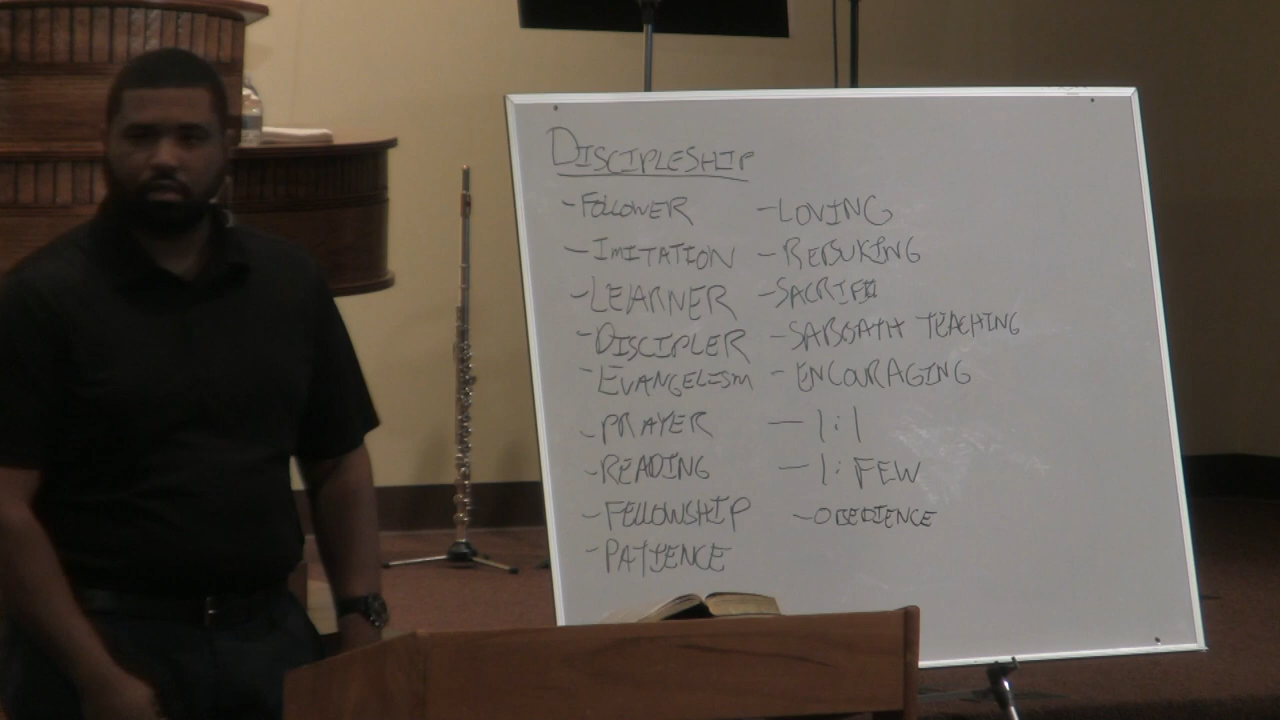 DISCIPLESHIP
-FOLLOWER
-IMITATION
-LEARNER
-DISCIPLER
-EVANGELISM
-PRAYER
-READING
-FELLOWSHIP
-PATIENCE
-LOVING
-REBUKING
-SABBATH TEACHING
-ENCOURAGING
-1:1
-1:FEW
-OBEDIENCE